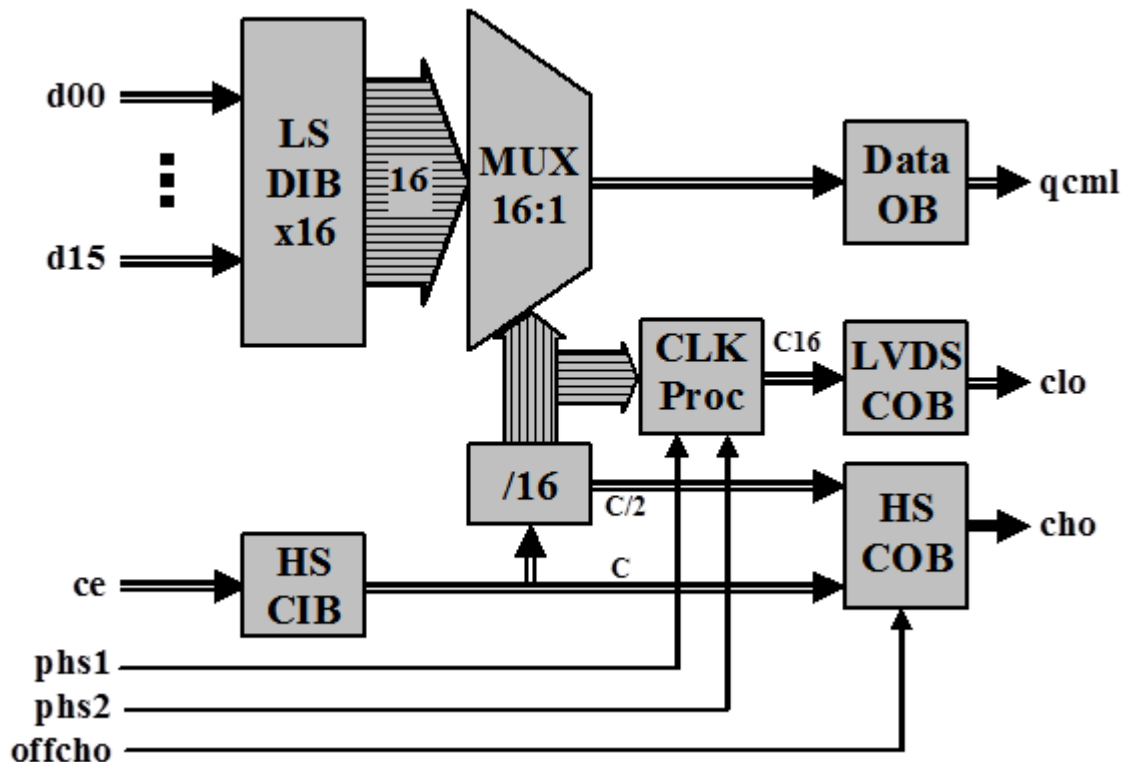 d00
d15
LS
DIB
x16
16
MUX
16:1
Data
OB
qcml
CLK
Proc
C16
LVDS
COB
clo
/16
C/2
HS
COB
cho
ce
HS
CIB
C
phs1
phs2
offcho